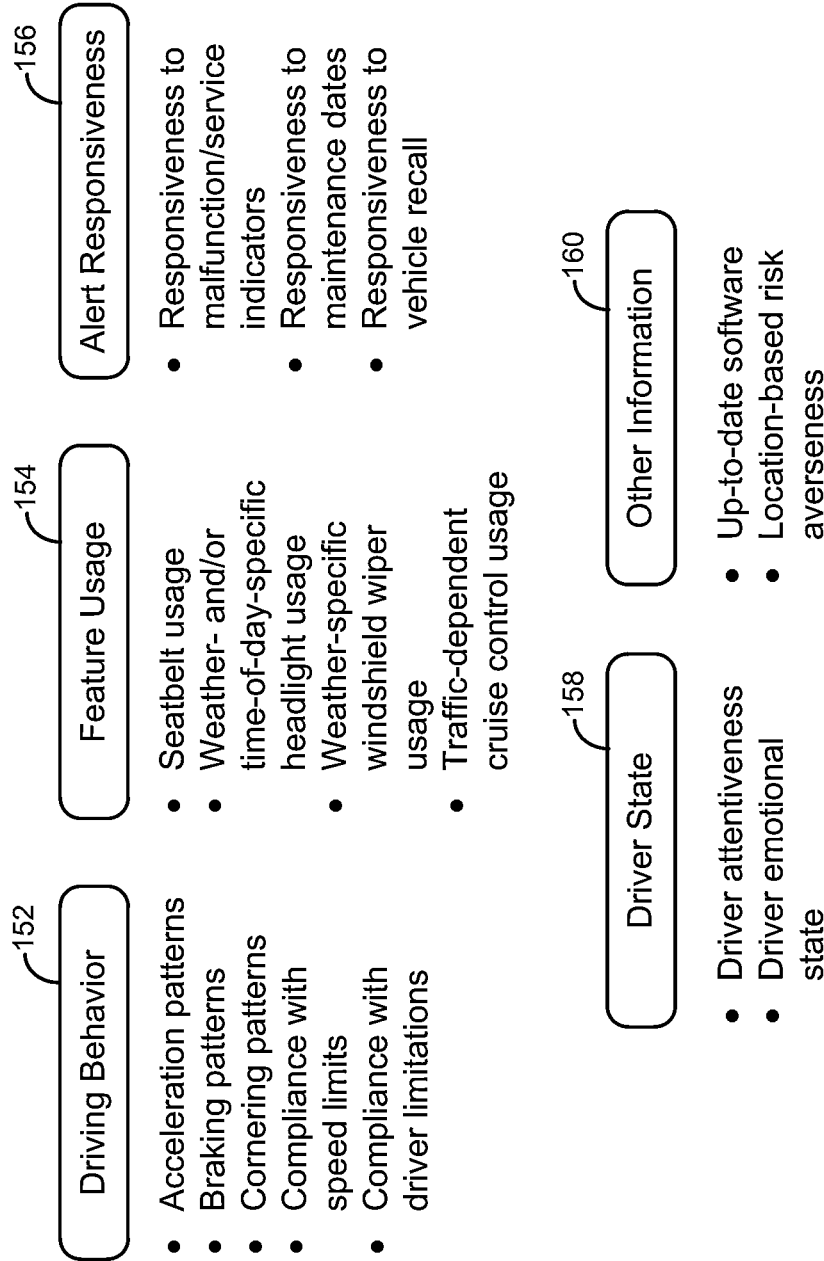 152
Driving Behavior
• Acceleration patterns
• Braking patterns
• Cornering patterns
• Compliance with
speed limits
• Compliance with
driver limitations
154
Feature Usage
• Seatbelt usage
• Weather- and/or
time-of-day-specific
headlight usage
• Weather-specific
windshield wiper
usage
• Traffic-dependent
cruise control usage
156
Alert Responsiveness
• Responsiveness to
malfunction/service
indicators
• Responsiveness to
maintenance dates
• Responsiveness to
vehicle recall
158
Driver State
• Driver attentiveness
• Driver emotional
state
160
Other Information
• Up-to-date software
• Location-based risk
averseness